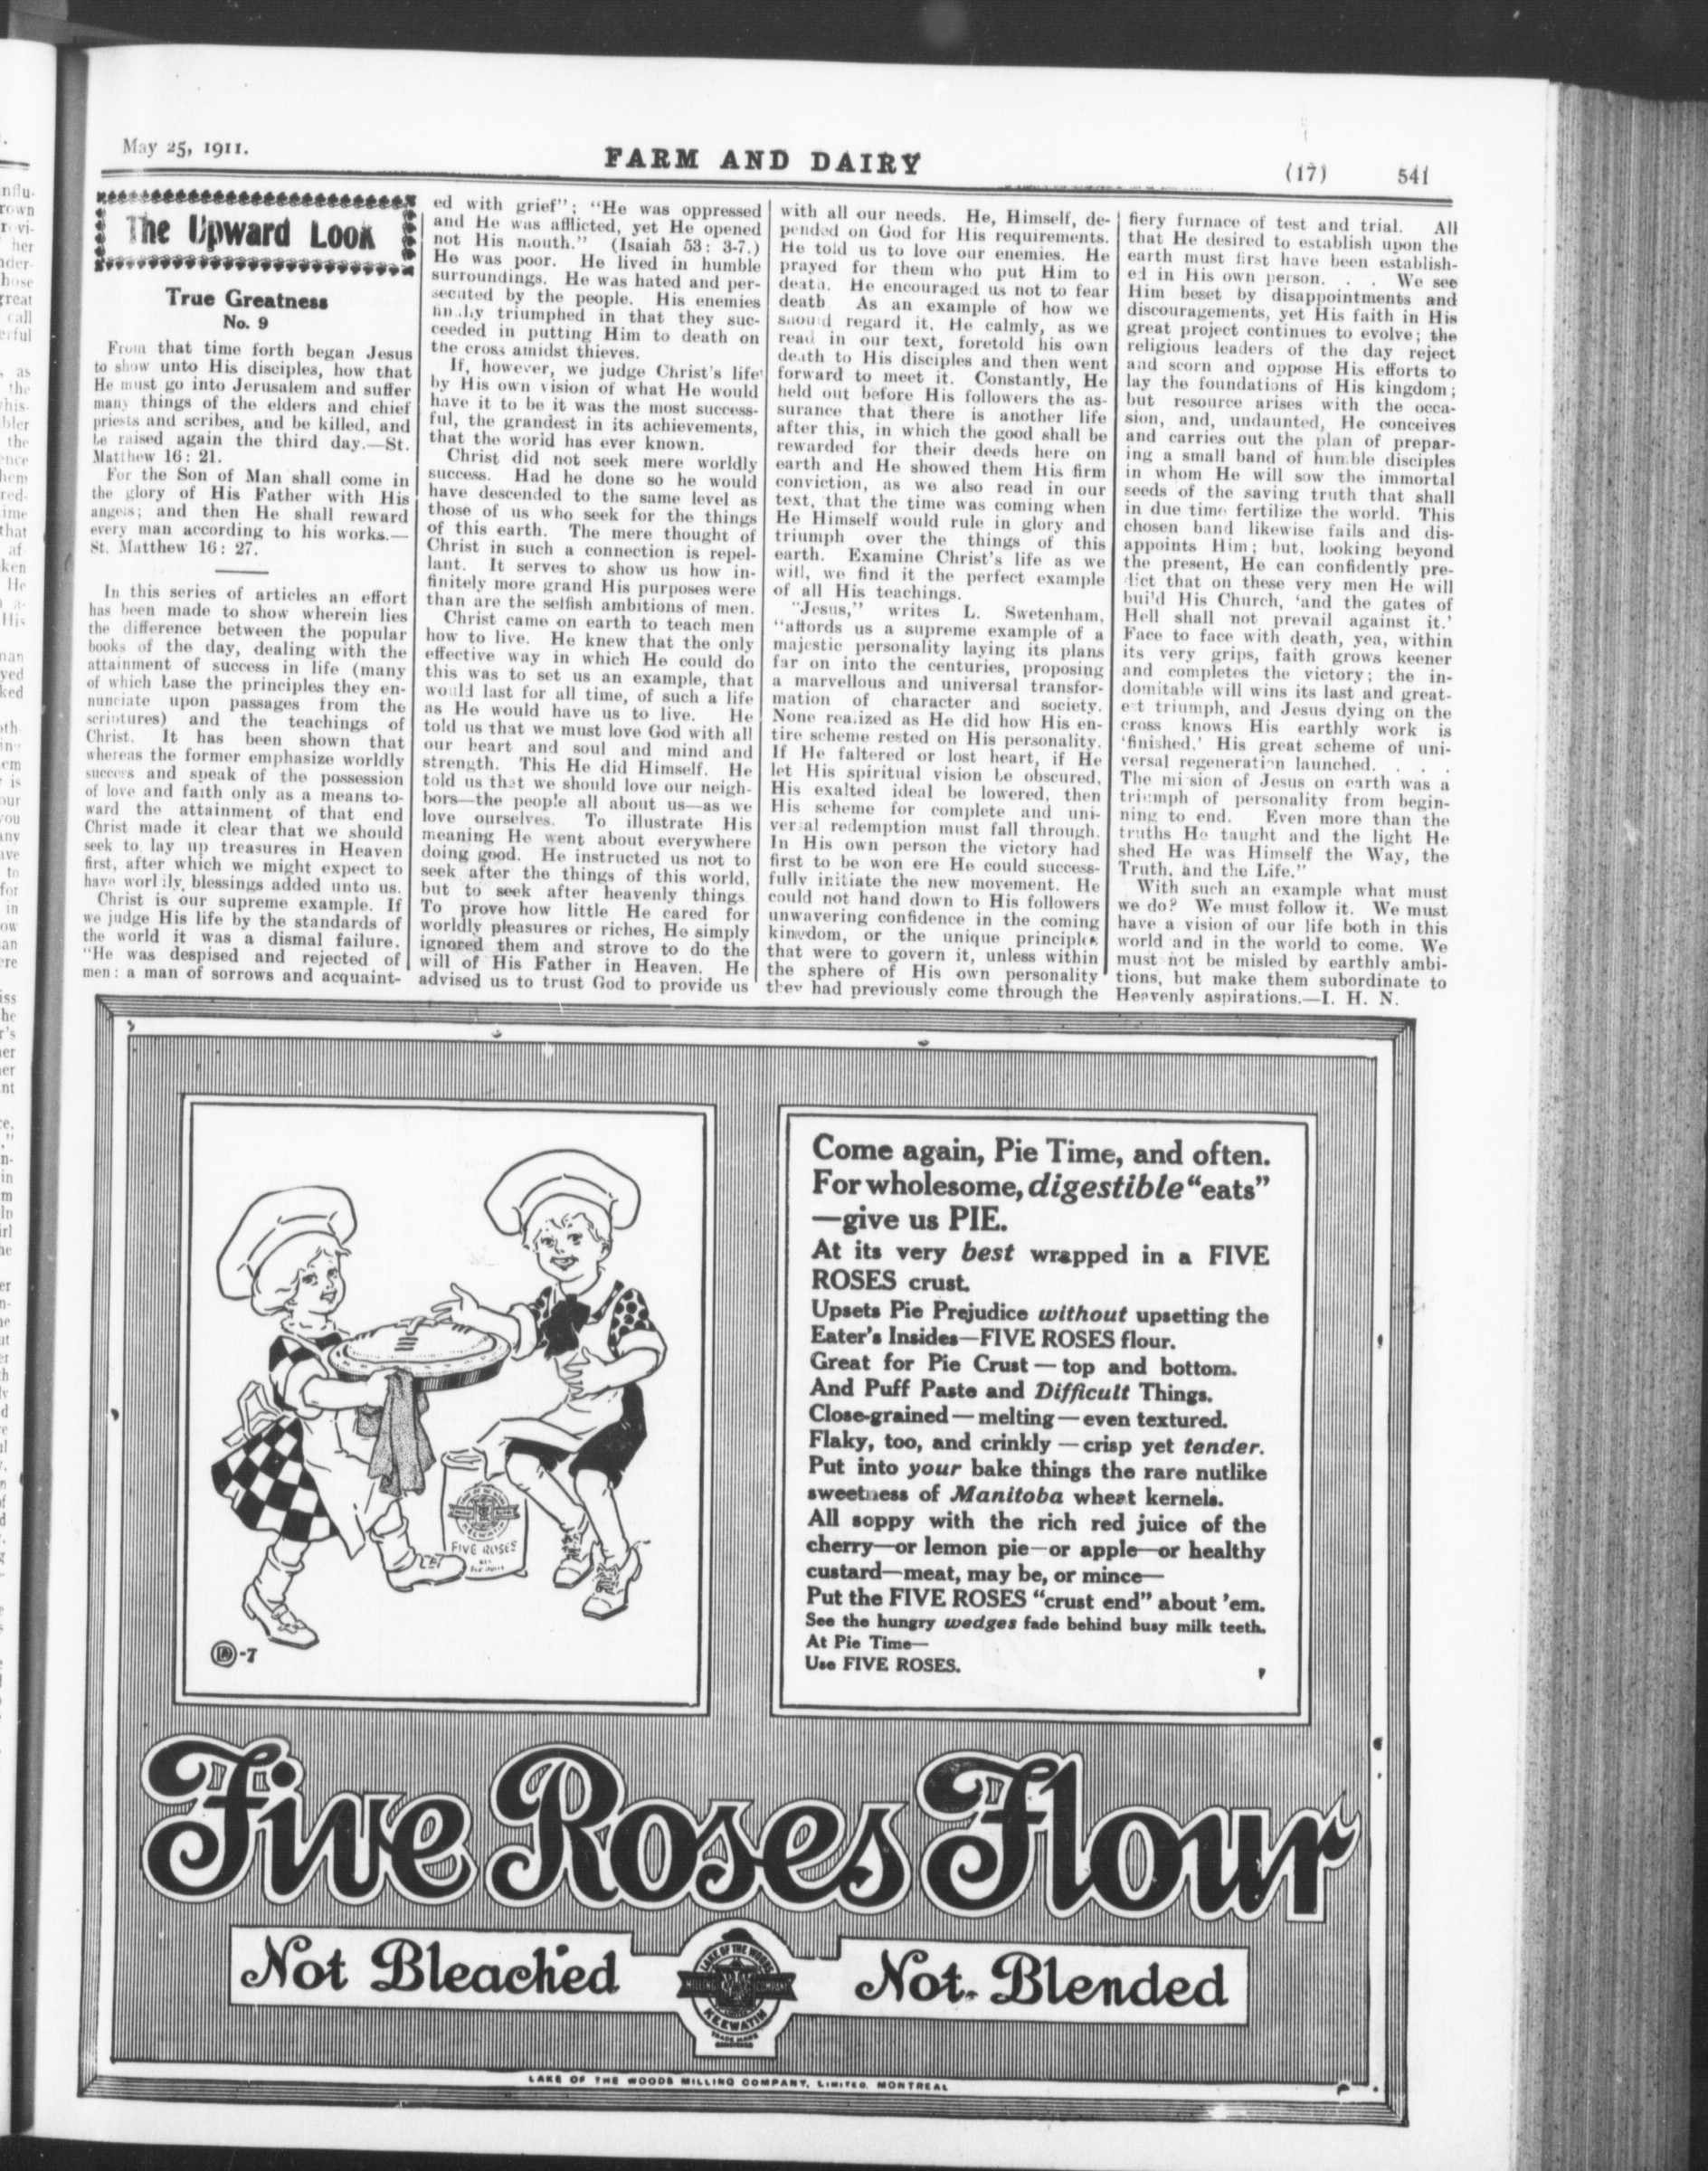 May 25, 1911.
FARM AND DAIRY
(17) 541
The Upward Look
True Greatness
No. 9
From that time forth began Jesus
to show unto His disciples, how that
He must go into Jerusalem and suffer
many things of the elders and chief
priests and scribes, and be killed, and
be raised again the third day.—St.
Matthew 16: 21.
For the Son of Man shall come in
the glory of His Father with His
angels; and then He shall reward
every man according to his works.—
St. Matthew 16: 27.
In this series of articles an effort
has been made to show wherein lies
the difference between the popular
books of the day, dealing with the
attainment of success in life (many
of which base the principles they en-
nunciate upon passages from the
scriptures) and the teachings of
Christ. It has been shown that
whereas the former emphasize worldly
success and speak of the possession
of love and faith only as a means to-
ward the attainment of that end
Christ made it clear that we should
seek to lay up treasures in Heaven
first, after which we might expect to
have worldly blessings added unto us.
Christ is our supreme example. If
we judge His life by the standards of
the world it was a dismal failure.
"He was despised and rejected of
men: a man of sorrows and acquaint-
ed with grief"; "He was oppressed
and He was afflicted, yet He opened
not His mouth." (Isaiah 53: 3-7.)
He was poor. He lived in humble
surroundings. He was hated and per-
secuted by the people. His enemies
finally triumphed in that they suc-
ceeded in putting Him to death on
the cross amidst thieves.
If, however, we judge Christ's life
by His own vision of what He would
have it to be it was the most success-
ful, the grandest in its achievements,
that the world has ever known.
Christ did not seek mere worldly
success. Had he done so he would
have descended to the same level as
those of us who seek for the things
of this earth. The mere thought of
Christ in such a connection is repel-
lant. It serves to show us how in-
finitely more grand His purposes were
than are the selfish ambitions of men.
Christ came on earth to teach men
how to live. He knew that the only
effective way in which He could do
this was to set us an example, that
would last for all time, of such a life
as He would have us to live. He
told us that we must love God with all
our heart and soul and mind and
strength. This He did Himself. He
told us that we should love our neigh-
bors—the people all about us—as we
love ourselves. To illustrate His
meaning He went about everywhere
doing good. He instructed us not to
seek after the things of this world,
but to seek after heavenly things
To prove how little He cared for
worldly pleasures or riches, He simply
ignored them and strove to do the
will of His Father in Heaven. He
advised us to trust God to provide us
with all our needs. He, Himself, de-
pended on God for His requirements.
He told us to love our enemies. He
prayed for them who put Him to
death. He encouraged us not to fear
death As an example of how we
should regard it, He calmly, as we
read in our text, foretold his own
death to His disciples and then went
forward to meet it. Constantly, He
held out before His followers the as-
surance that there is another life
after this, in which the good shall be
rewarded for their deeds here on
earth and He showed them His firm
conviction, as we also read in our
text, that the time was coming when
He Himself would rule in glory and
triumph over the things of this
earth. Examine Christ's life as we
will, we find it the perfect example
of all His teachings.
"Jesus," writes L. Swetenham,
"affords us a supreme example of a
majestic personality laying its plans
far on into the centuries, proposing
a marvellous and universal transfor-
mation of character and society.
None realized as He did how His en-
tire scheme rested on His personality.
If He faltered or lost heart, if He
let His spiritual vision be obscured,
His exalted ideal be lowered, then
His scheme for complete and uni-
versal redemption must fall through.
In His own person the victory had
first to be won ere He could success-
fully initiate the new movement. He
could not hand down to His followers
unwavering confidence in the coming
kingdom, or the unique principles
that were to govern it, unless within
the sphere of His own personality
they had previously come through the
fiery furnace of test and trial. All
that He desired to establish upon the
earth must first have been establish-
ed in His own person. . . We see
Him beset by disappointments and
discouragements, yet His faith in His
great project continues to evolve; the
religious leaders of the day reject
and scorn and oppose His efforts to
lay the foundations of His kingdom;
but resource arises with the occa-
sion, and, undaunted, He conceives
and carries out the plan of prepar-
ing a small band of humble disciples
in whom He will sow the immortal
seeds of the saving truth that shall
in due time fertilize the world. This
chosen band likewise fails and dis-
appoints Him; but, looking beyond
the present, He can confidently pre-
dict that on these very men He will
build His Church, 'and the gates of
Hell shall not prevail against it.'
Face to face with death, yea, within
its very grips, faith grows keener
and completes the victory; the in-
domitable will wins its last and great-
est triumph, and Jesus dying on the
cross knows His earthly work is
'finished,' His great scheme of uni-
versal regeneration launched. . . .
The mission of Jesus on earth was a
triumph of personality from begin-
ning to end. Even more than the
truths He taught and the light He
shed He was Himself the Way, the
Truth, and the Life."
With such an example what must
we do? We must follow it. We must
have a vision of our life both in this
world and in the world to come. We
must not be misled by earthly ambi-
tions, but make them subordinate to
Heavenly aspirations.—I. H. N.
FIVE ROSES
-7
Come again, Pie Time, and often.
For wholesome, digestible "eats"
—give us PIE.
At its very best wrapped in a FIVE
ROSES crust.
Upsets Pie Prejudice without upsetting the
Eater's Insides—FIVE ROSES flour.
Great for Pie Crust—top and bottom.
And Puff Paste and Difficult Things.
Close-grained—melting—even textured.
Flaky, too, and crinkly—crisp yet tender.
Put into your bake things the rare nutlike
sweetness of Manitoba wheat kernels.
All soppy with the rich red juice of the
cherry—or lemon pie—or apple—or healthy
custard—meat, may be, or mince—
Put the FIVE ROSES "crust end" about 'em.
See the hungry wedges fade behind busy milk teeth.
At Pie Time—
Use FIVE ROSES.
Five Roses Flour
Not Bleached
LAKE OF THE WOODS
MILLING COMPANY
KEEWATIN
TRADE MARK
REGISTERED
Not Blended
LAKE OF THE WOODS MILLING COMPANY, LIMITED, MONTREAL